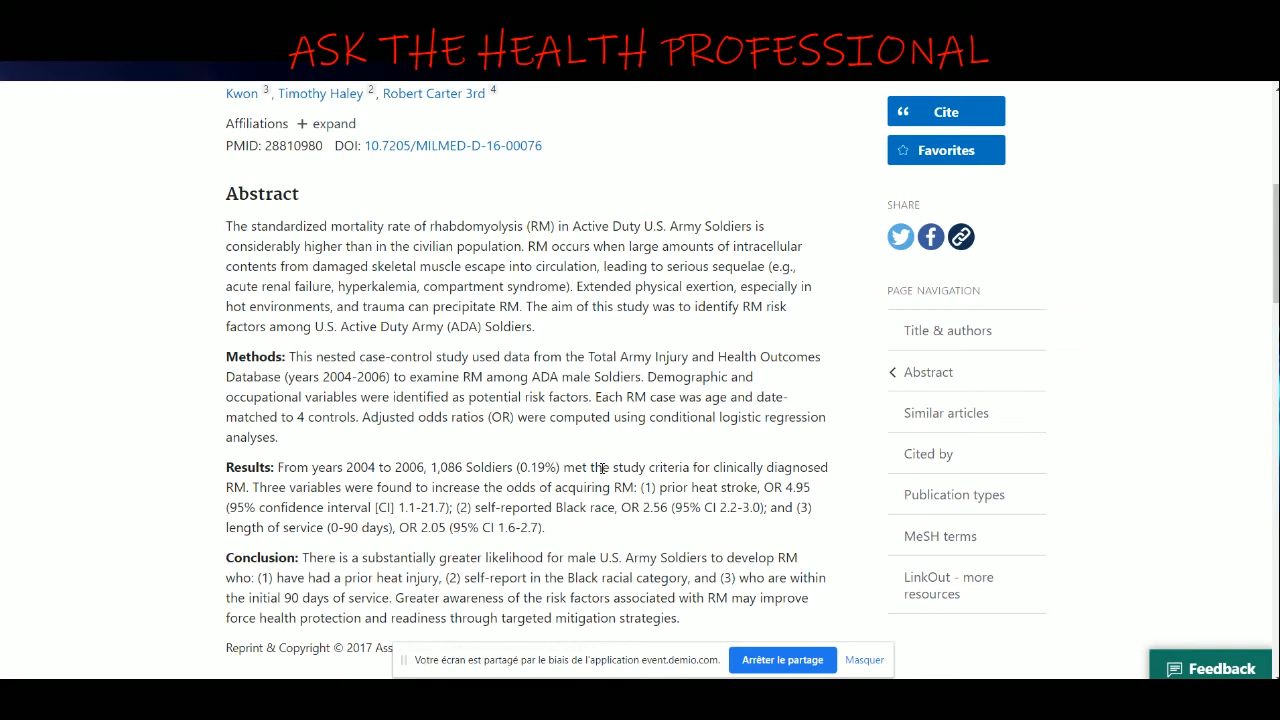 ASK THE HEALTH PROFESSIONAL
Kwon 3, Timothy Haley 2, Robert Carter 3rd 4
Affiliations + expand
PMID: 28810980 DOI: 10.7205/MILMED-D-16-00076
Abstract
The standardized mortality rate of rhabdomyolysis (RM) in Active Duty U.S. Army Soldiers is
considerably higher than in the civilian population. RM occurs when large amounts of intracellular
contents from damaged skeletal muscle escape into circulation, leading to serious sequelae (e.g.,
acute renal failure, hyperkalemia, compartment syndrome). Extended physical exertion, especially in
hot environments, and trauma can precipitate RM. The aim of this study was to identify RM risk
factors among U.S. Active Duty Army (ADA) Soldiers.
Methods: This nested case-control study used data from the Total Army Injury and Health Outcomes
Database (years 2004-2006) to examine RM among ADA male Soldiers. Demographic and
occupational variables were identified as potential risk factors. Each RM case was age and date-
matched to 4 controls. Adjusted odds ratios (OR) were computed using conditional logistic regression
analyses.
Results: From years 2004 to 2006, 1,086 Soldiers (0.19%) met the study criteria for clinically diagnosed
RM. Three variables were found to increase the odds of acquiring RM: (1) prior heat stroke, OR 4.95
(95% confidence interval [CI] 1.1-21.7); (2) self-reported Black race, OR 2.56 (95% CI 2.2-3.0); and (3)
length of service (0-90 days), OR 2.05 (95% CI 1.6-2.7).
Conclusion: There is a substantially greater likelihood for male U.S. Army Soldiers to develop RM
who: (1) have had a prior heat injury, (2) self-report in the Black racial category, and (3) who are within
the initial 90 days of service. Greater awareness of the risk factors associated with RM may improve
force health protection and readiness through targeted mitigation strategies.
Reprint & Copyright © 2017 Ass
Cite
Favorites
SHARE
PAGE NAVIGATION
Title & authors
Abstract
Similar articles
Cited by
Publication types
MeSH terms
LinkOut - more
resources
Votre écran est partagé par le biais de l'application event.demio.com.
Arrêter le partage
Masquer
Feedback